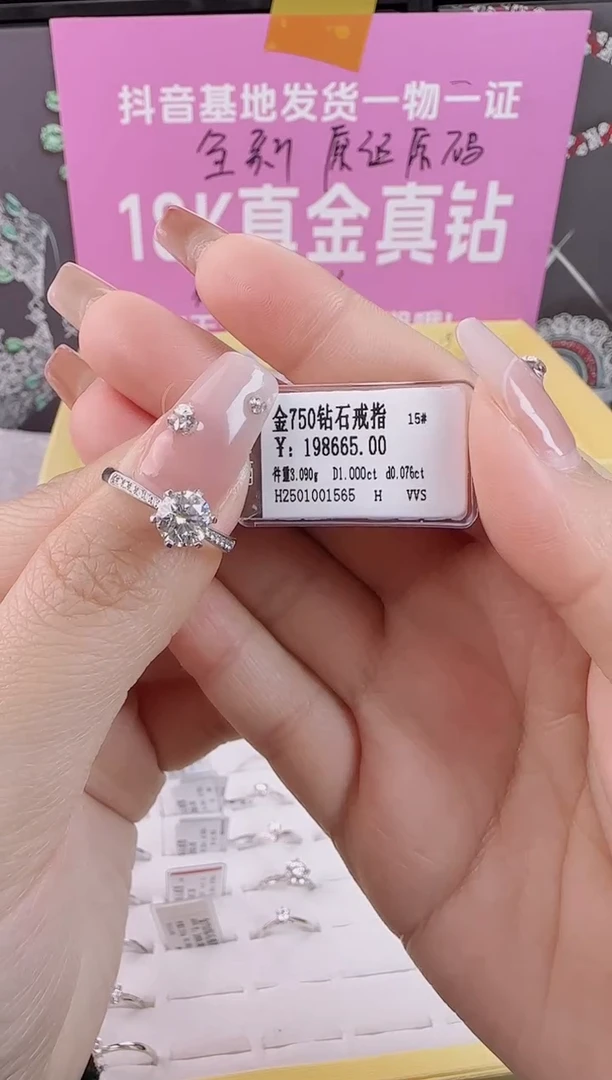 抖音基地发货一物一证
全新 原证原码
18K真金真钻
金750钻石戒指 15#
¥: 198665.00
件重3.090g D1.000ct d0.076ct
H2501001565 H VVS